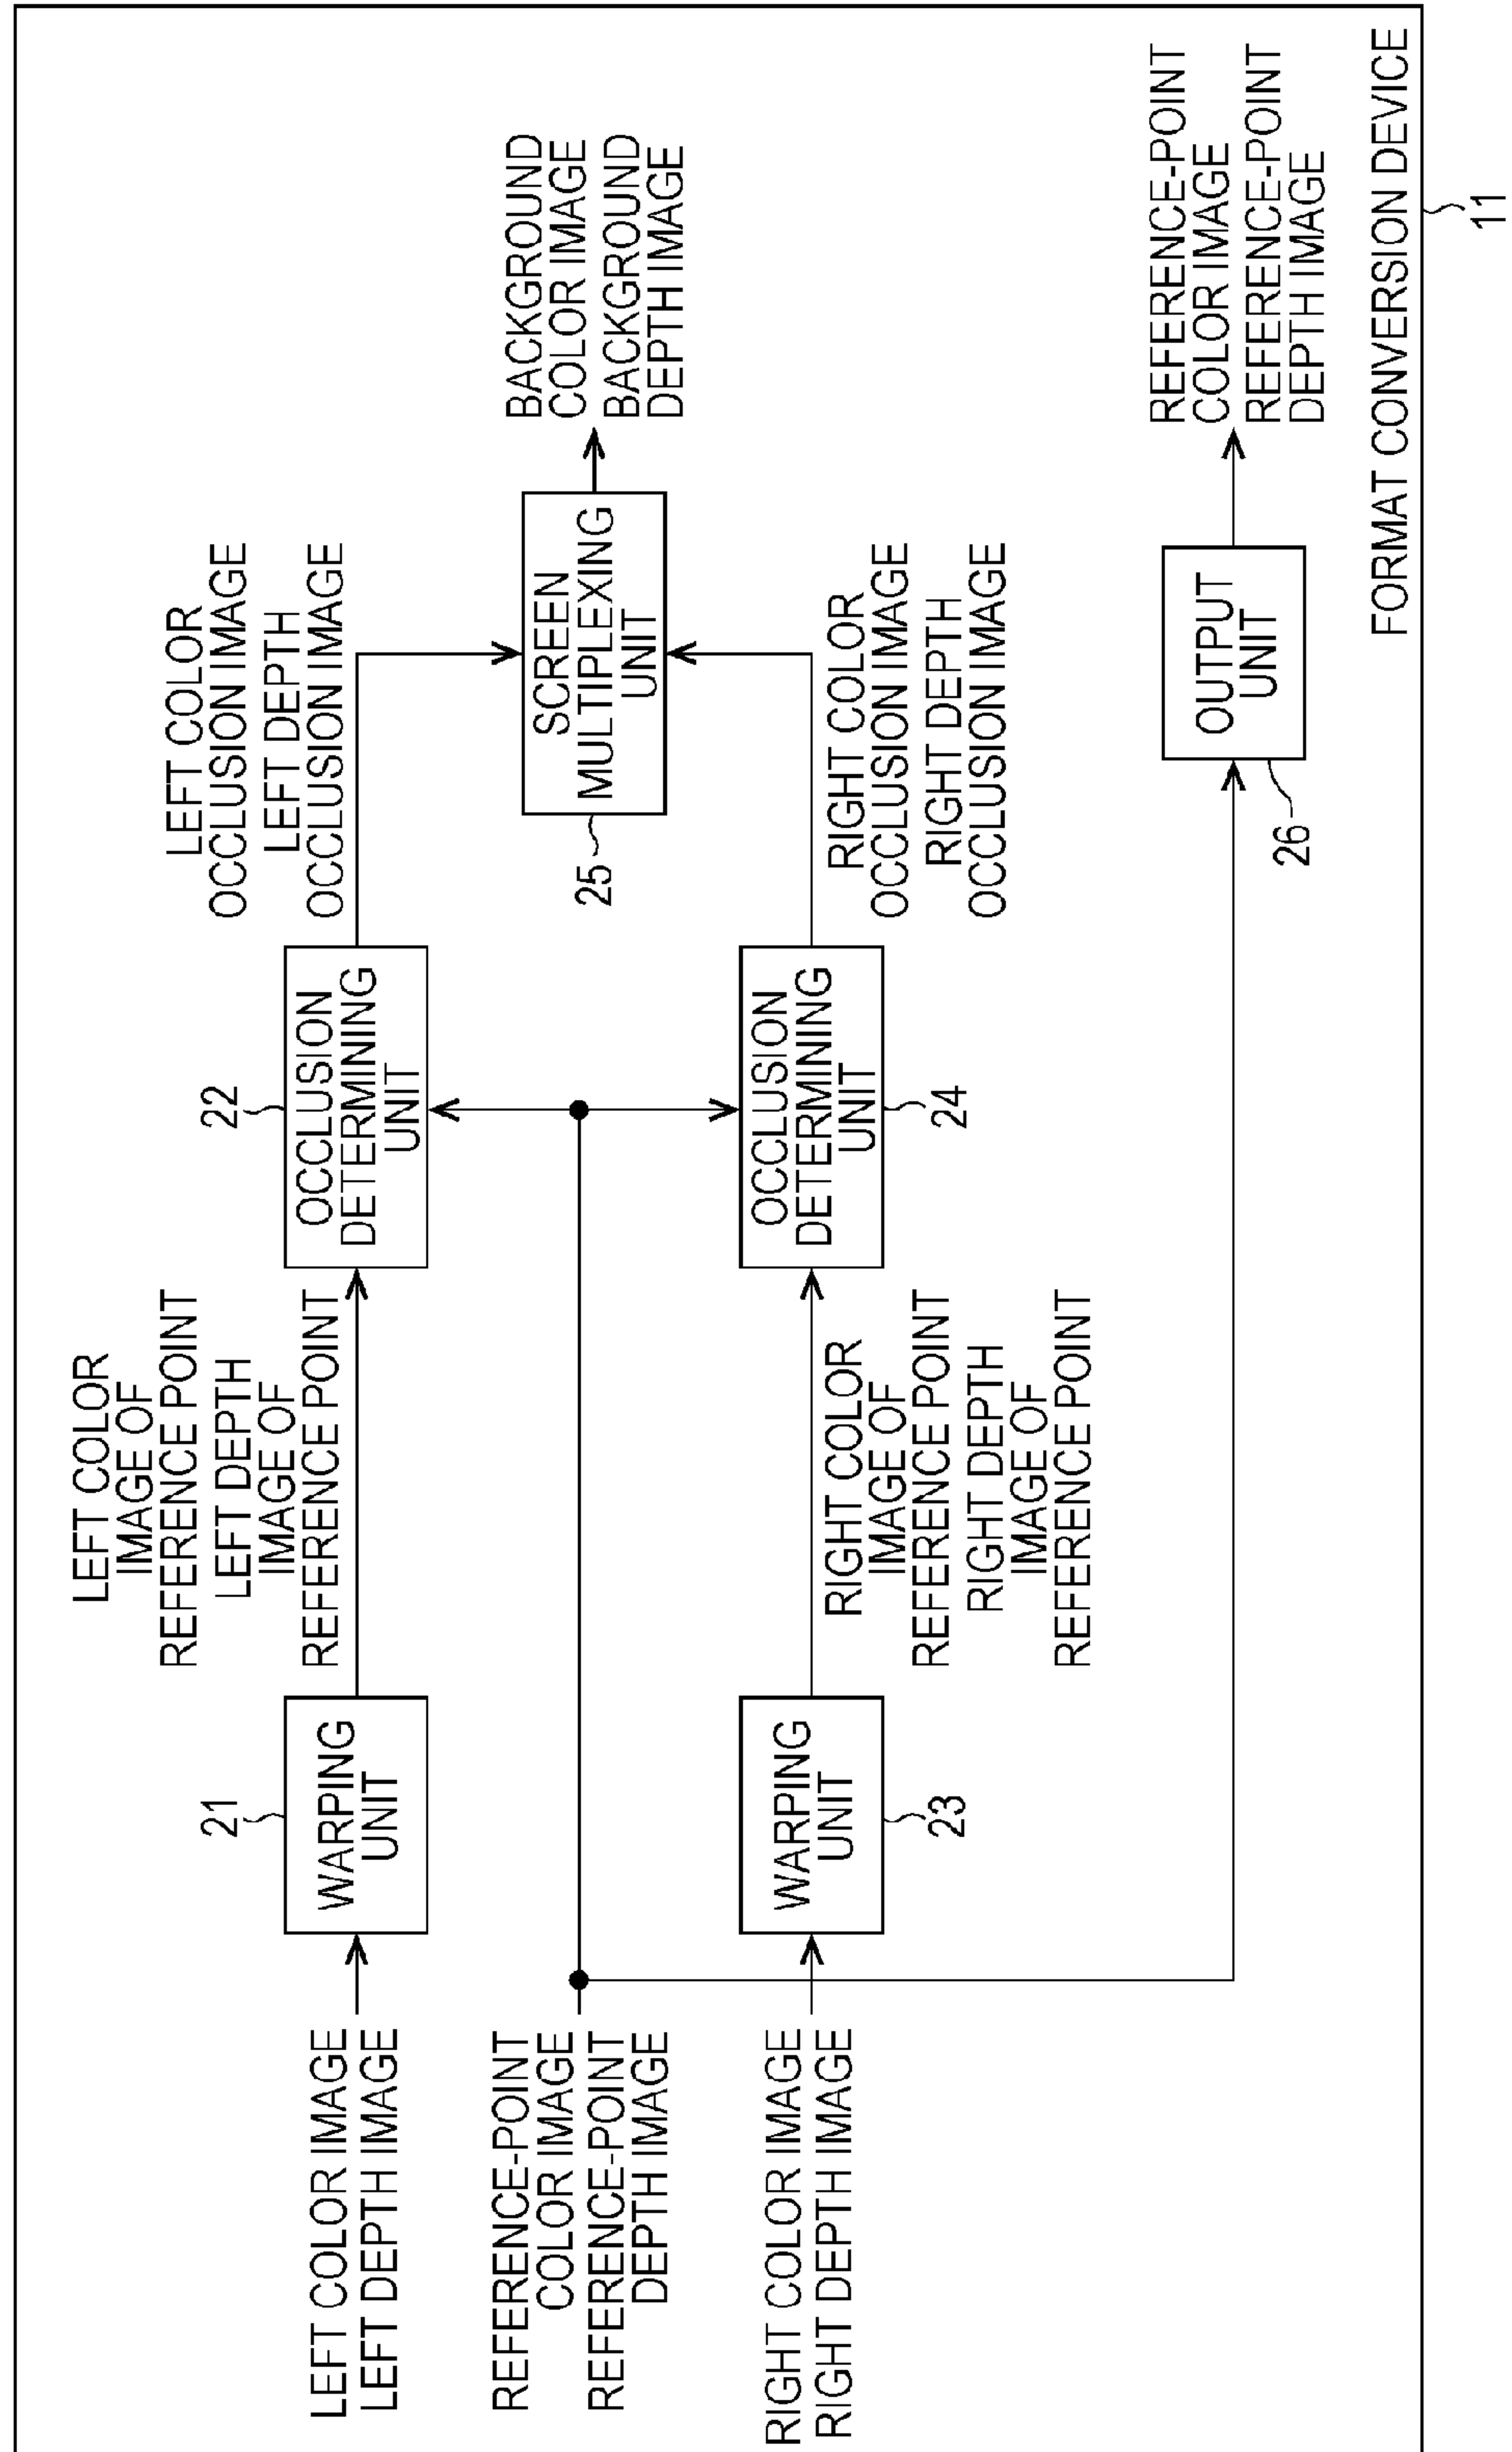 LEFT COLOR IMAGE
LEFT DEPTH IMAGE
21
WARPING
UNIT
LEFT COLOR
IMAGE OF
REFERENCE POINT
LEFT DEPTH
IMAGE OF
REFERENCE POINT
22
OCCLUSION
DETERMINING
UNIT
LEFT COLOR
OCCLUSION IMAGE
LEFT DEPTH
OCCLUSION IMAGE
REFERENCE-POINT
COLOR IMAGE
REFERENCE-POINT
DEPTH IMAGE
SCREEN
MULTIPLEXING
UNIT
25
BACKGROUND
COLOR IMAGE
BACKGROUND
DEPTH IMAGE
RIGHT COLOR IMAGE
RIGHT DEPTH IMAGE
WARPING
UNIT
23
RIGHT COLOR
IMAGE OF
REFERENCE POINT
RIGHT DEPTH
IMAGE OF
REFERENCE POINT
OCCLUSION
DETERMINING
UNIT
24
RIGHT COLOR
OCCLUSION IMAGE
RIGHT DEPTH
OCCLUSION IMAGE
OUTPUT
UNIT
26
REFERENCE-POINT
COLOR IMAGE
REFERENCE-POINT
DEPTH IMAGE
FORMAT CONVERSION DEVICE
11